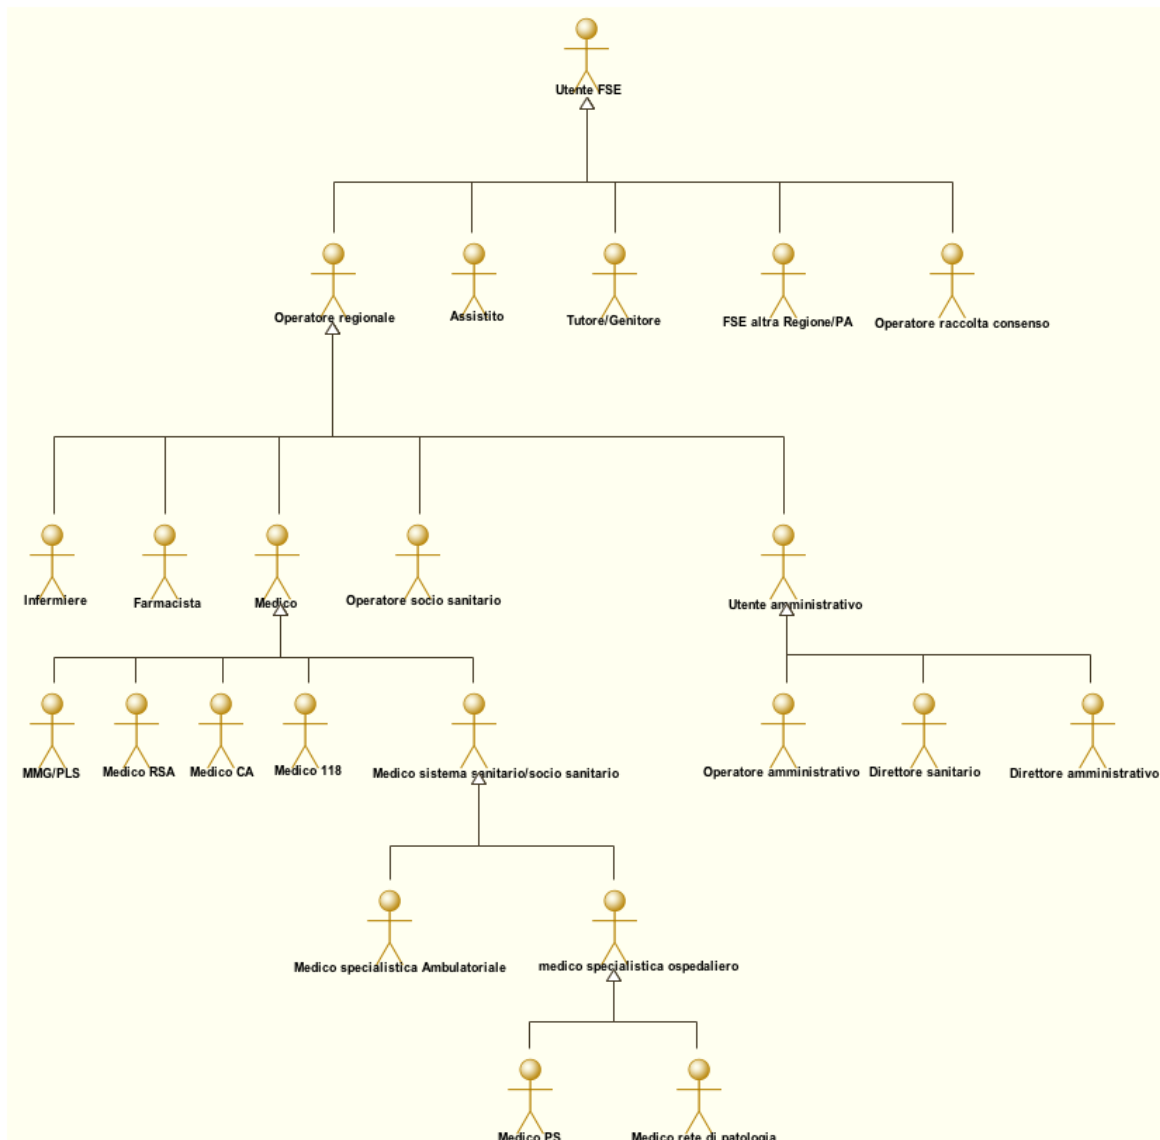 Utente FSE
Operatore regionale
Assistito
Tutore/Genitore
FSE altra Regione/PA
Operatore raccolta consenso
Infermiere
Farmacista
Medico
Operatore socio sanitario
Utente amministrativo
MMG/PLS
Medico RSA
Medico CA
Medico 118
Medico sistema sanitario/socio sanitario
Operatore amministrativo
Direttore sanitario
Direttore amministrativo
Medico specialistica Ambulatoriale
medico specialistica ospedaliero
Medico PS
Medico rete di patologia